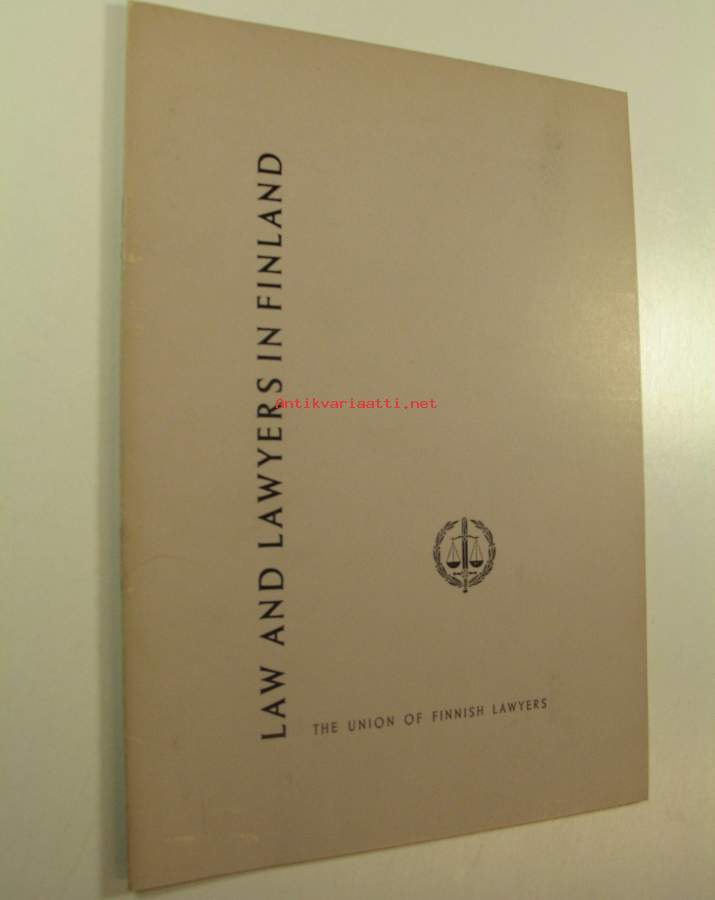 LAW AND LAWYERS IN FINLAND
Antikvariaatti.net
THE UNION OF FINNISH LAWYERS